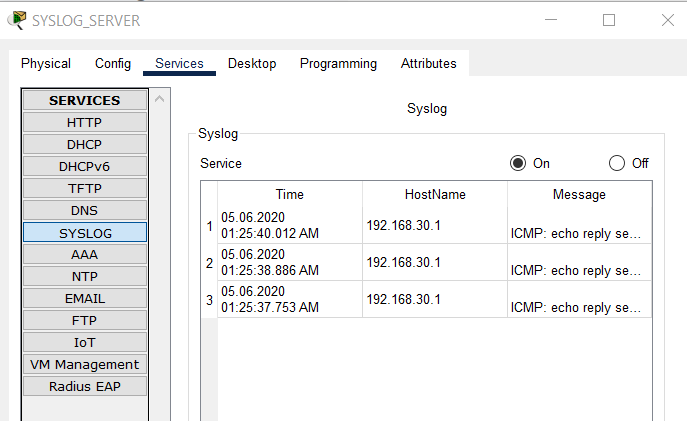 SYSLOG_SERVER
Physical Config Services Desktop Programming Attributes
SERVICES
HTTP
DHCP
DHCPv6
TFTP
DNS
SYSLOG
AAA
NTP
EMAIL
FTP
IoT
VM Management
Radius EAP
Syslog
Syslog
Service On Off
Time HostName Message
1 05.06.2020 01:25:40.012 AM 192.168.30.1 ICMP: echo reply se...
2 05.06.2020 01:25:38.886 AM 192.168.30.1 ICMP: echo reply se...
3 05.06.2020 01:25:37.753 AM 192.168.30.1 ICMP: echo reply se...